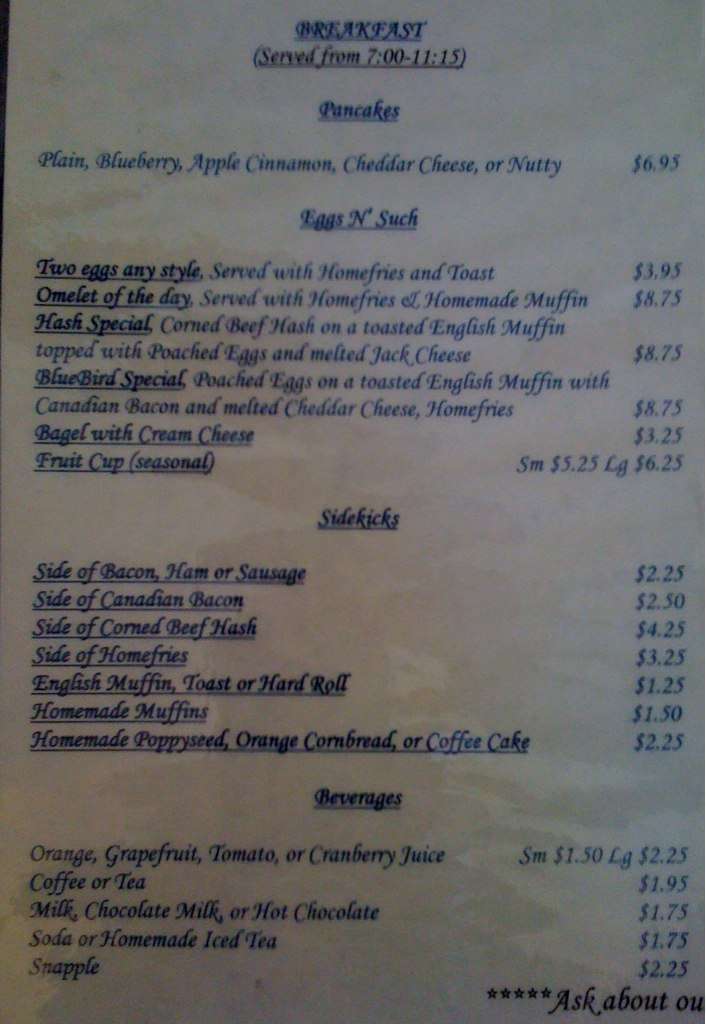 BREAKFAST
(Served from 7:00-11:15)
Pancakes
Plain, Blueberry, Apple Cinnamon, Cheddar Cheese, or Nutty $6.95
Eggs N' Such
Two eggs any style, Served with Homefries and Toast $3.95
Omelet of the day, Served with Homefries & Homemade Muffin $8.75
Hash Special, Corned Beef Hash on a toasted English Muffin
topped with Poached Eggs and melted Jack Cheese $8.75
BlueBird Special, Poached Eggs on a toasted English Muffin with
Canadian Bacon and melted Cheddar Cheese, Homefries $8.75
Bagel with Cream Cheese $3.25
Fruit Cup (seasonal) Sm $5.25 Lg $6.25
Sidekicks
Side of Bacon, Ham or Sausage $2.25
Side of Canadian Bacon $2.50
Side of Corned Beef Hash $4.25
Side of Homefries $3.25
English Muffin, Toast or Hard Roll $1.25
Homemade Muffins $1.50
Homemade Poppyseed, Orange Cornbread, or Coffee Cake $2.25
Beverages
Orange, Grapefruit, Tomato, or Cranberry Juice Sm $1.50 Lg $2.25
Coffee or Tea $1.95
Milk, Chocolate Milk, or Hot Chocolate $1.75
Soda or Homemade Iced Tea $1.75
Snapple $2.25
*****Ask about ou